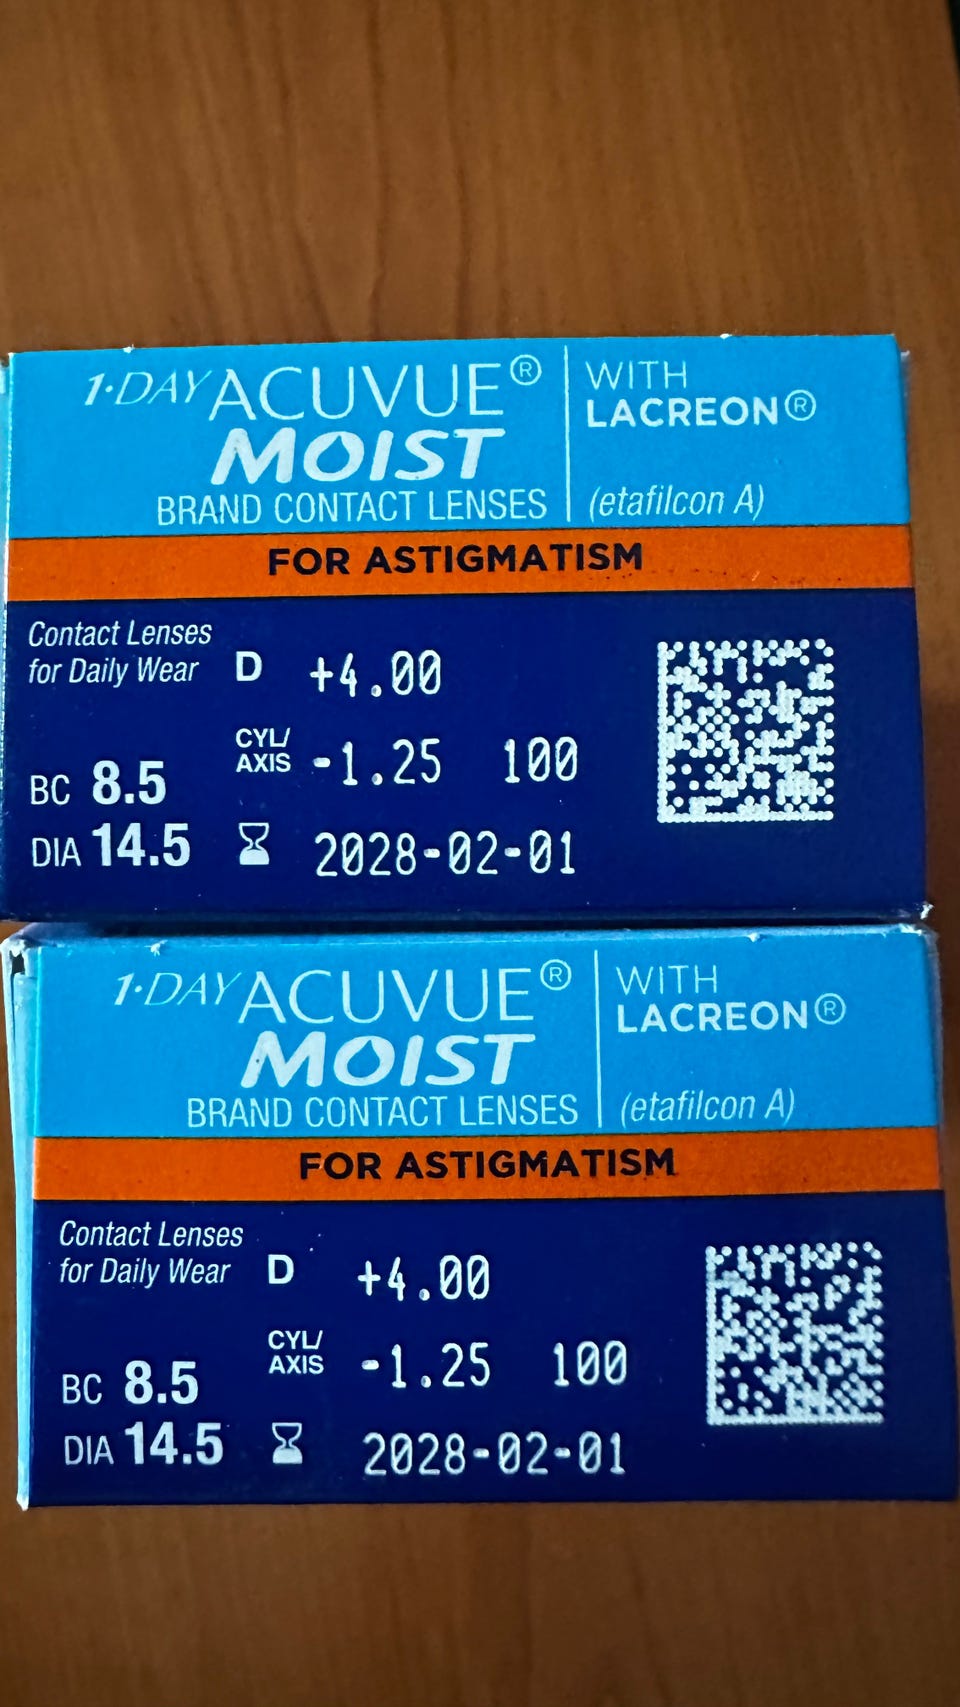 1·DAY ACUVUE®
MOIST
BRAND CONTACT LENSES
WITH
LACREON®
(etafilcon A)
FOR ASTIGMATISM
Contact Lenses
for Daily Wear
D +4.00
CYL/
AXIS -1.25 100
BC 8.5
DIA 14.5
2028-02-01
1·DAY ACUVUE®
MOIST
BRAND CONTACT LENSES
WITH
LACREON®
(etafilcon A)
FOR ASTIGMATISM
Contact Lenses
for Daily Wear
D +4.00
CYL/
AXIS -1.25 100
BC 8.5
DIA 14.5
2028-02-01